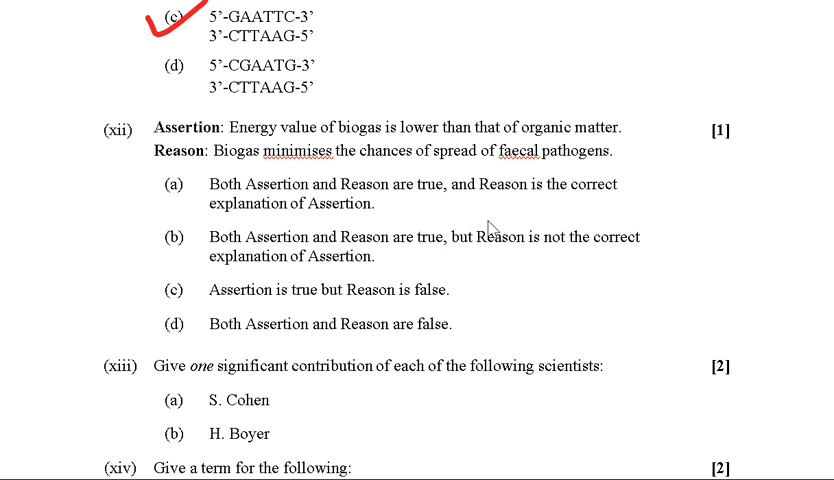 (c) 5’-GAATTC-3’
3’-CTTAAG-5’
(d) 5’-CGAATG-3’
3’-CTTAAG-5’
(xii) Assertion: Energy value of biogas is lower than that of organic matter. [1]
Reason: Biogas minimises the chances of spread of faecal pathogens.
(a) Both Assertion and Reason are true, and Reason is the correct
explanation of Assertion.
(b) Both Assertion and Reason are true, but Reason is not the correct
explanation of Assertion.
(c) Assertion is true but Reason is false.
(d) Both Assertion and Reason are false.
(xiii) Give one significant contribution of each of the following scientists: [2]
(a) S. Cohen
(b) H. Boyer
(xiv) Give a term for the following: [2]